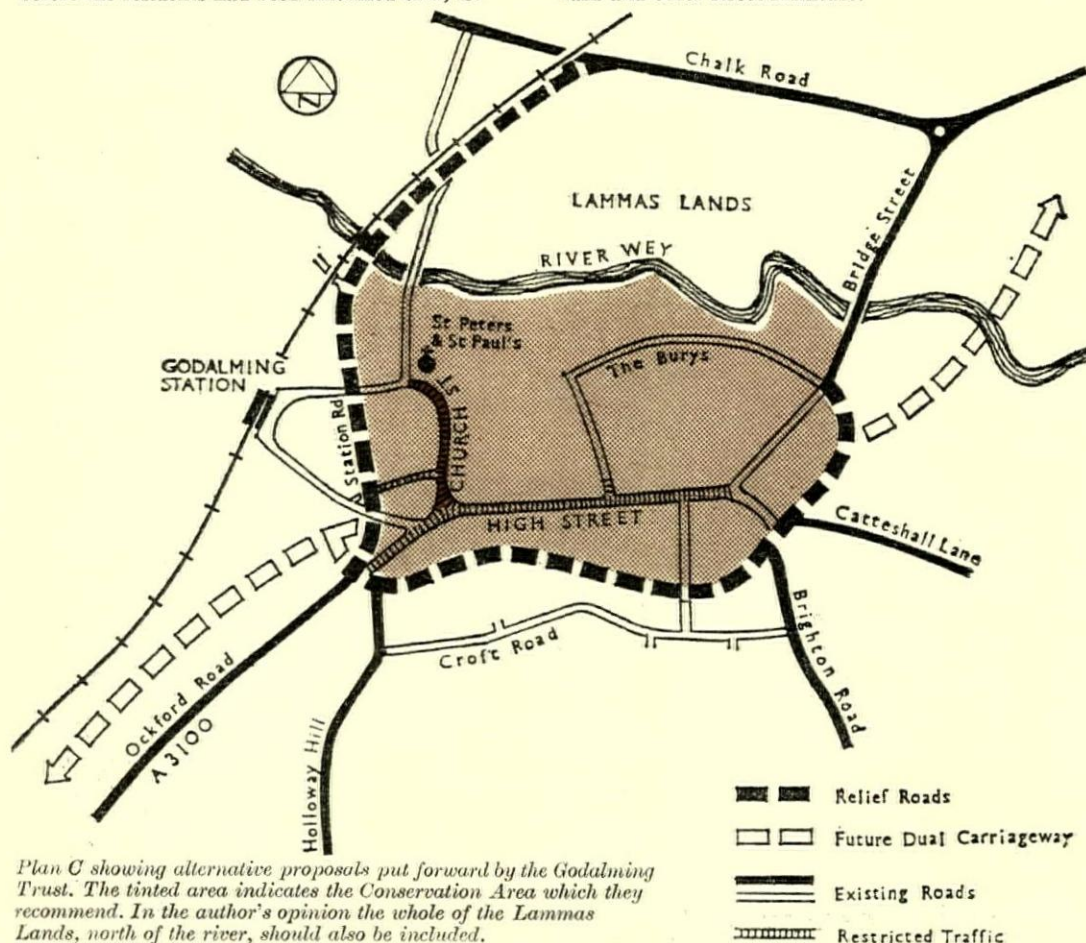 Chalk Road
N
LAMMAS LANDS
Bridge Street
RIVER WEY
St Peters
& St Paul's
The Burys
GODALMING
STATION
Station Rd
CHURCH ST
HIGH STREET
Catteshall Lane
Croft Road
Brighton Road
Ockford Road
A 3100
Holloway Hill
Relief Roads
Future Dual Carriageway
Existing Roads
Restricted Traffic
Plan C showing alternative proposals put forward by the Godalming
Trust. The tinted area indicates the Conservation Area which they
recommend. In the author's opinion the whole of the Lammas
Lands, north of the river, should also be included.